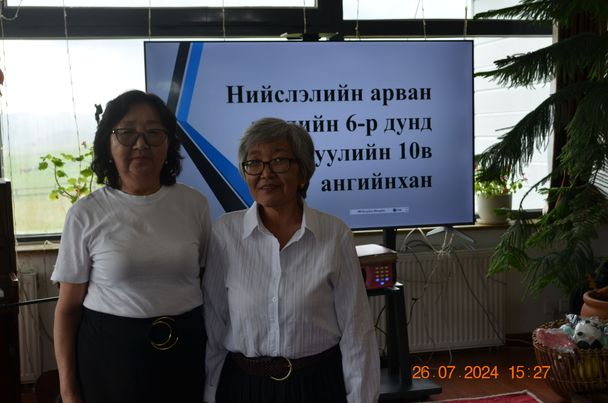 Нийслэлийн арван
6-р дунд
10в
ангийнхан
26.07.2024 15:27